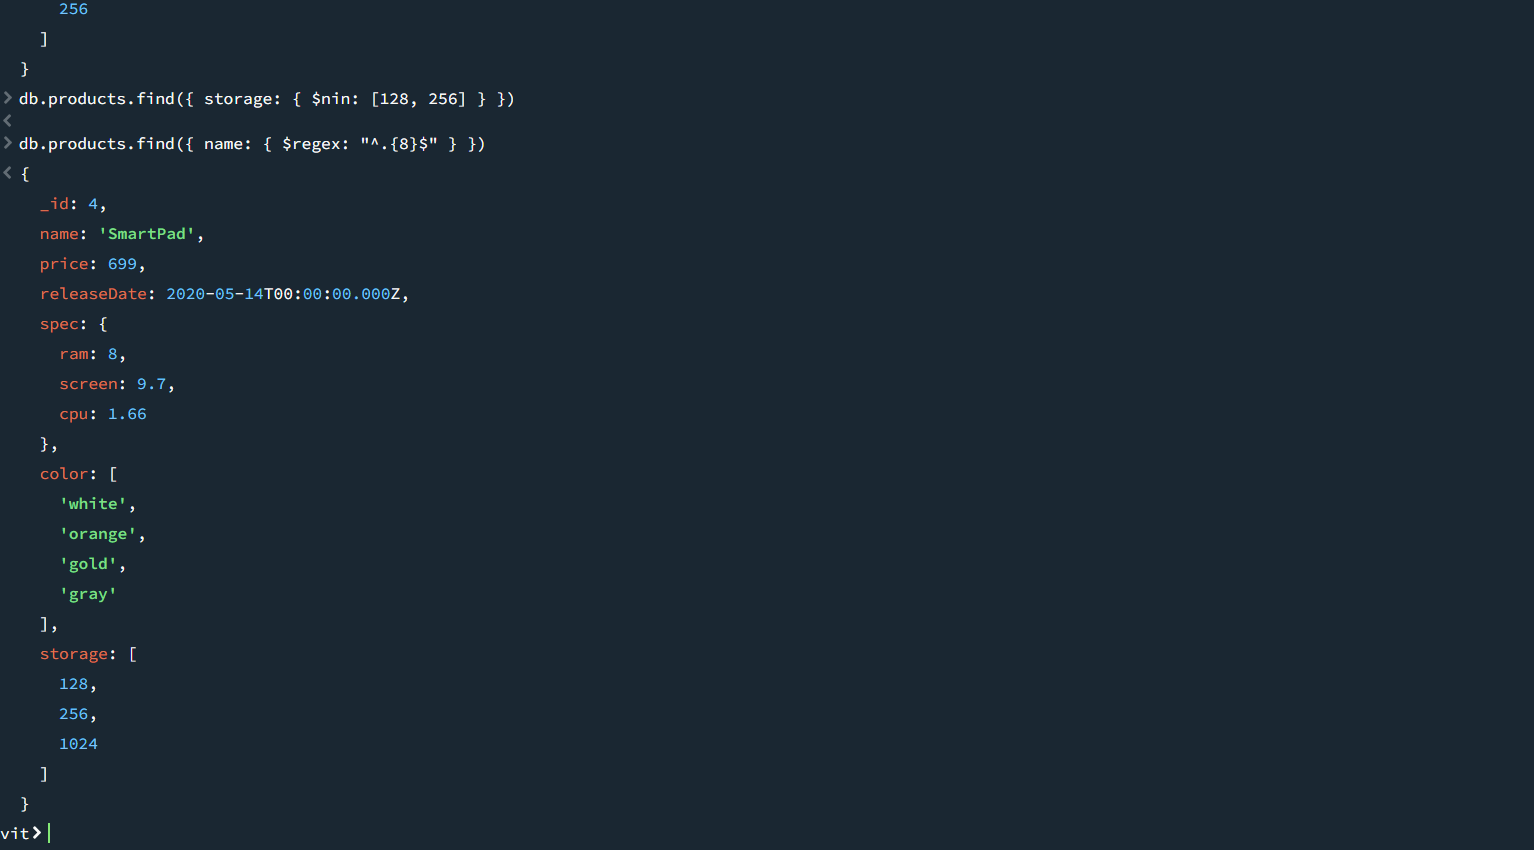 256
]
}
> db.products.find({ storage: { $nin: [128, 256] } })
<
> db.products.find({ name: { $regex: "^.{8}$" } })
< {
_id: 4,
name: 'SmartPad',
price: 699,
releaseDate: 2020-05-14T00:00:00.000Z,
spec: {
ram: 8,
screen: 9.7,
cpu: 1.66
},
color: [
'white',
'orange',
'gold',
'gray'
],
storage: [
128,
256,
1024
]
}
vit>